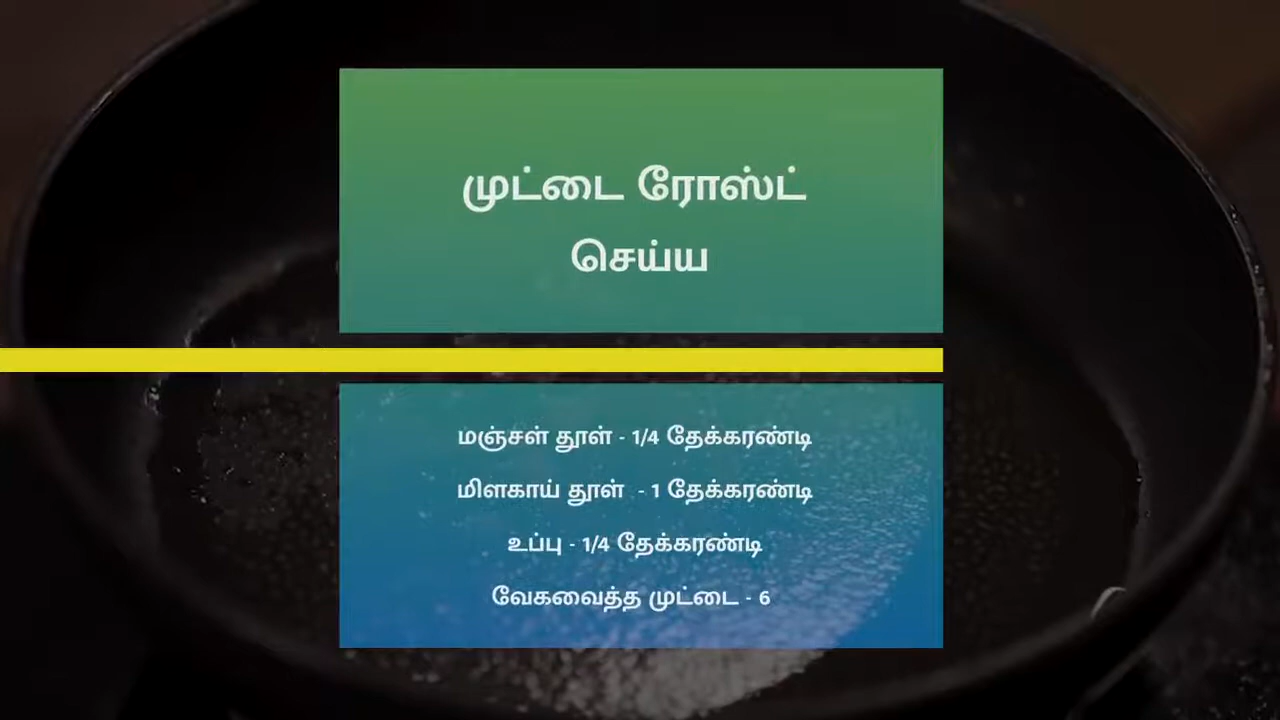 முட்டை ரோஸ்ட்
செய்ய
மஞ்சள் தூள் - 1/4 தேக்கரண்டி
மிளகாய் தூள் - 1 தேக்கரண்டி
உப்பு - 1/4 தேக்கரண்டி
வேகவைத்த முட்டை - 6